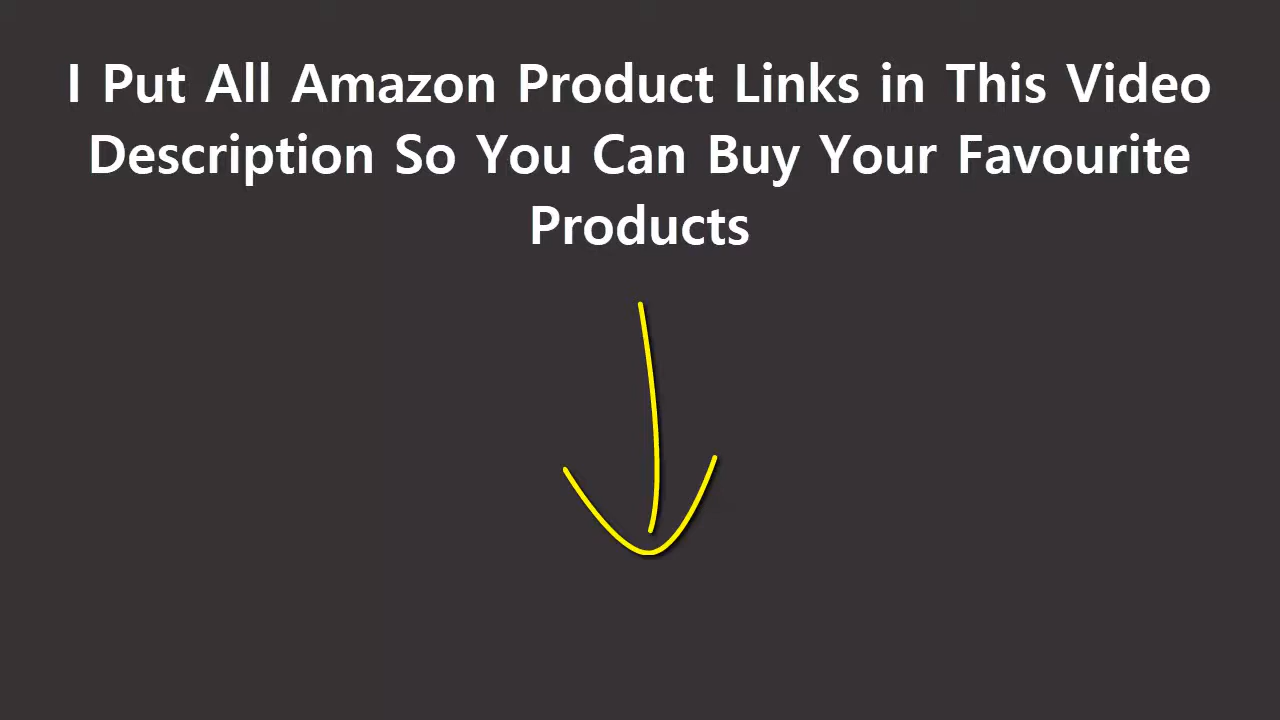 I Put All Amazon Product Links in This Video
Description So You Can Buy Your Favourite
Products